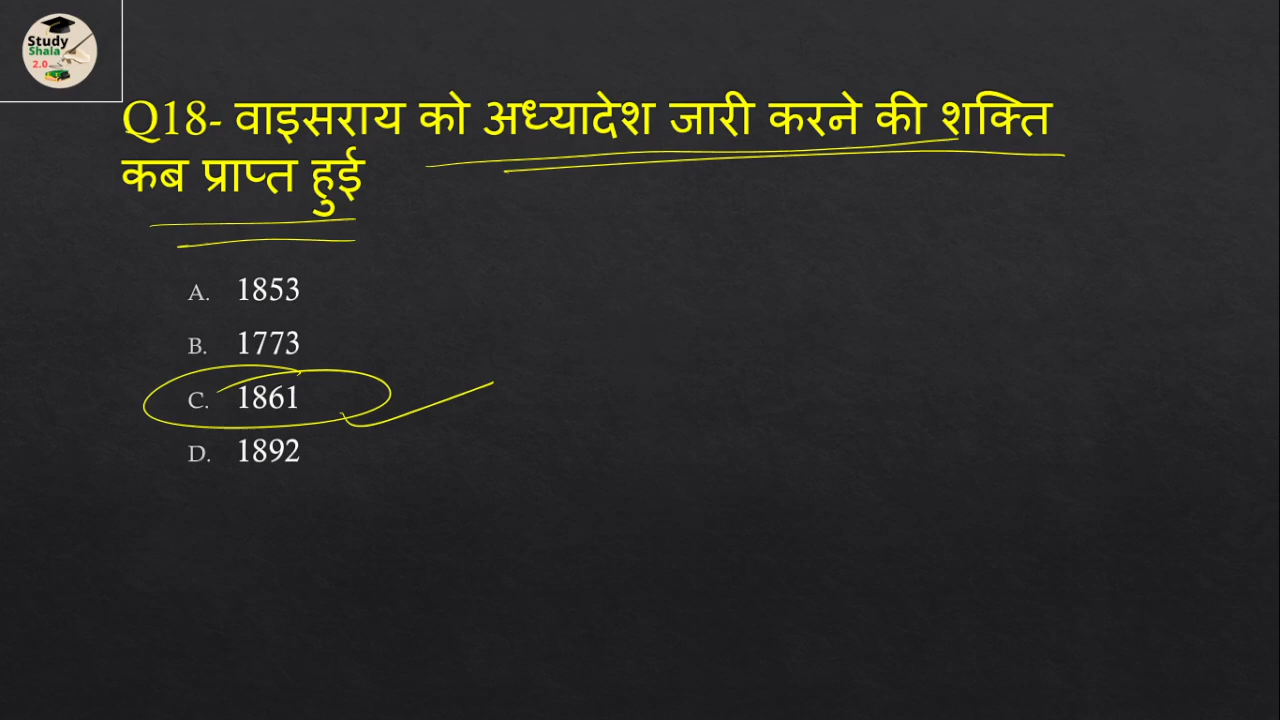 Study
Shala
2.0
Q18- वाइसराय को अध्यादेश जारी करने की शक्ति
कब प्राप्त हुई
A. 1853
B. 1773
C. 1861
D. 1892